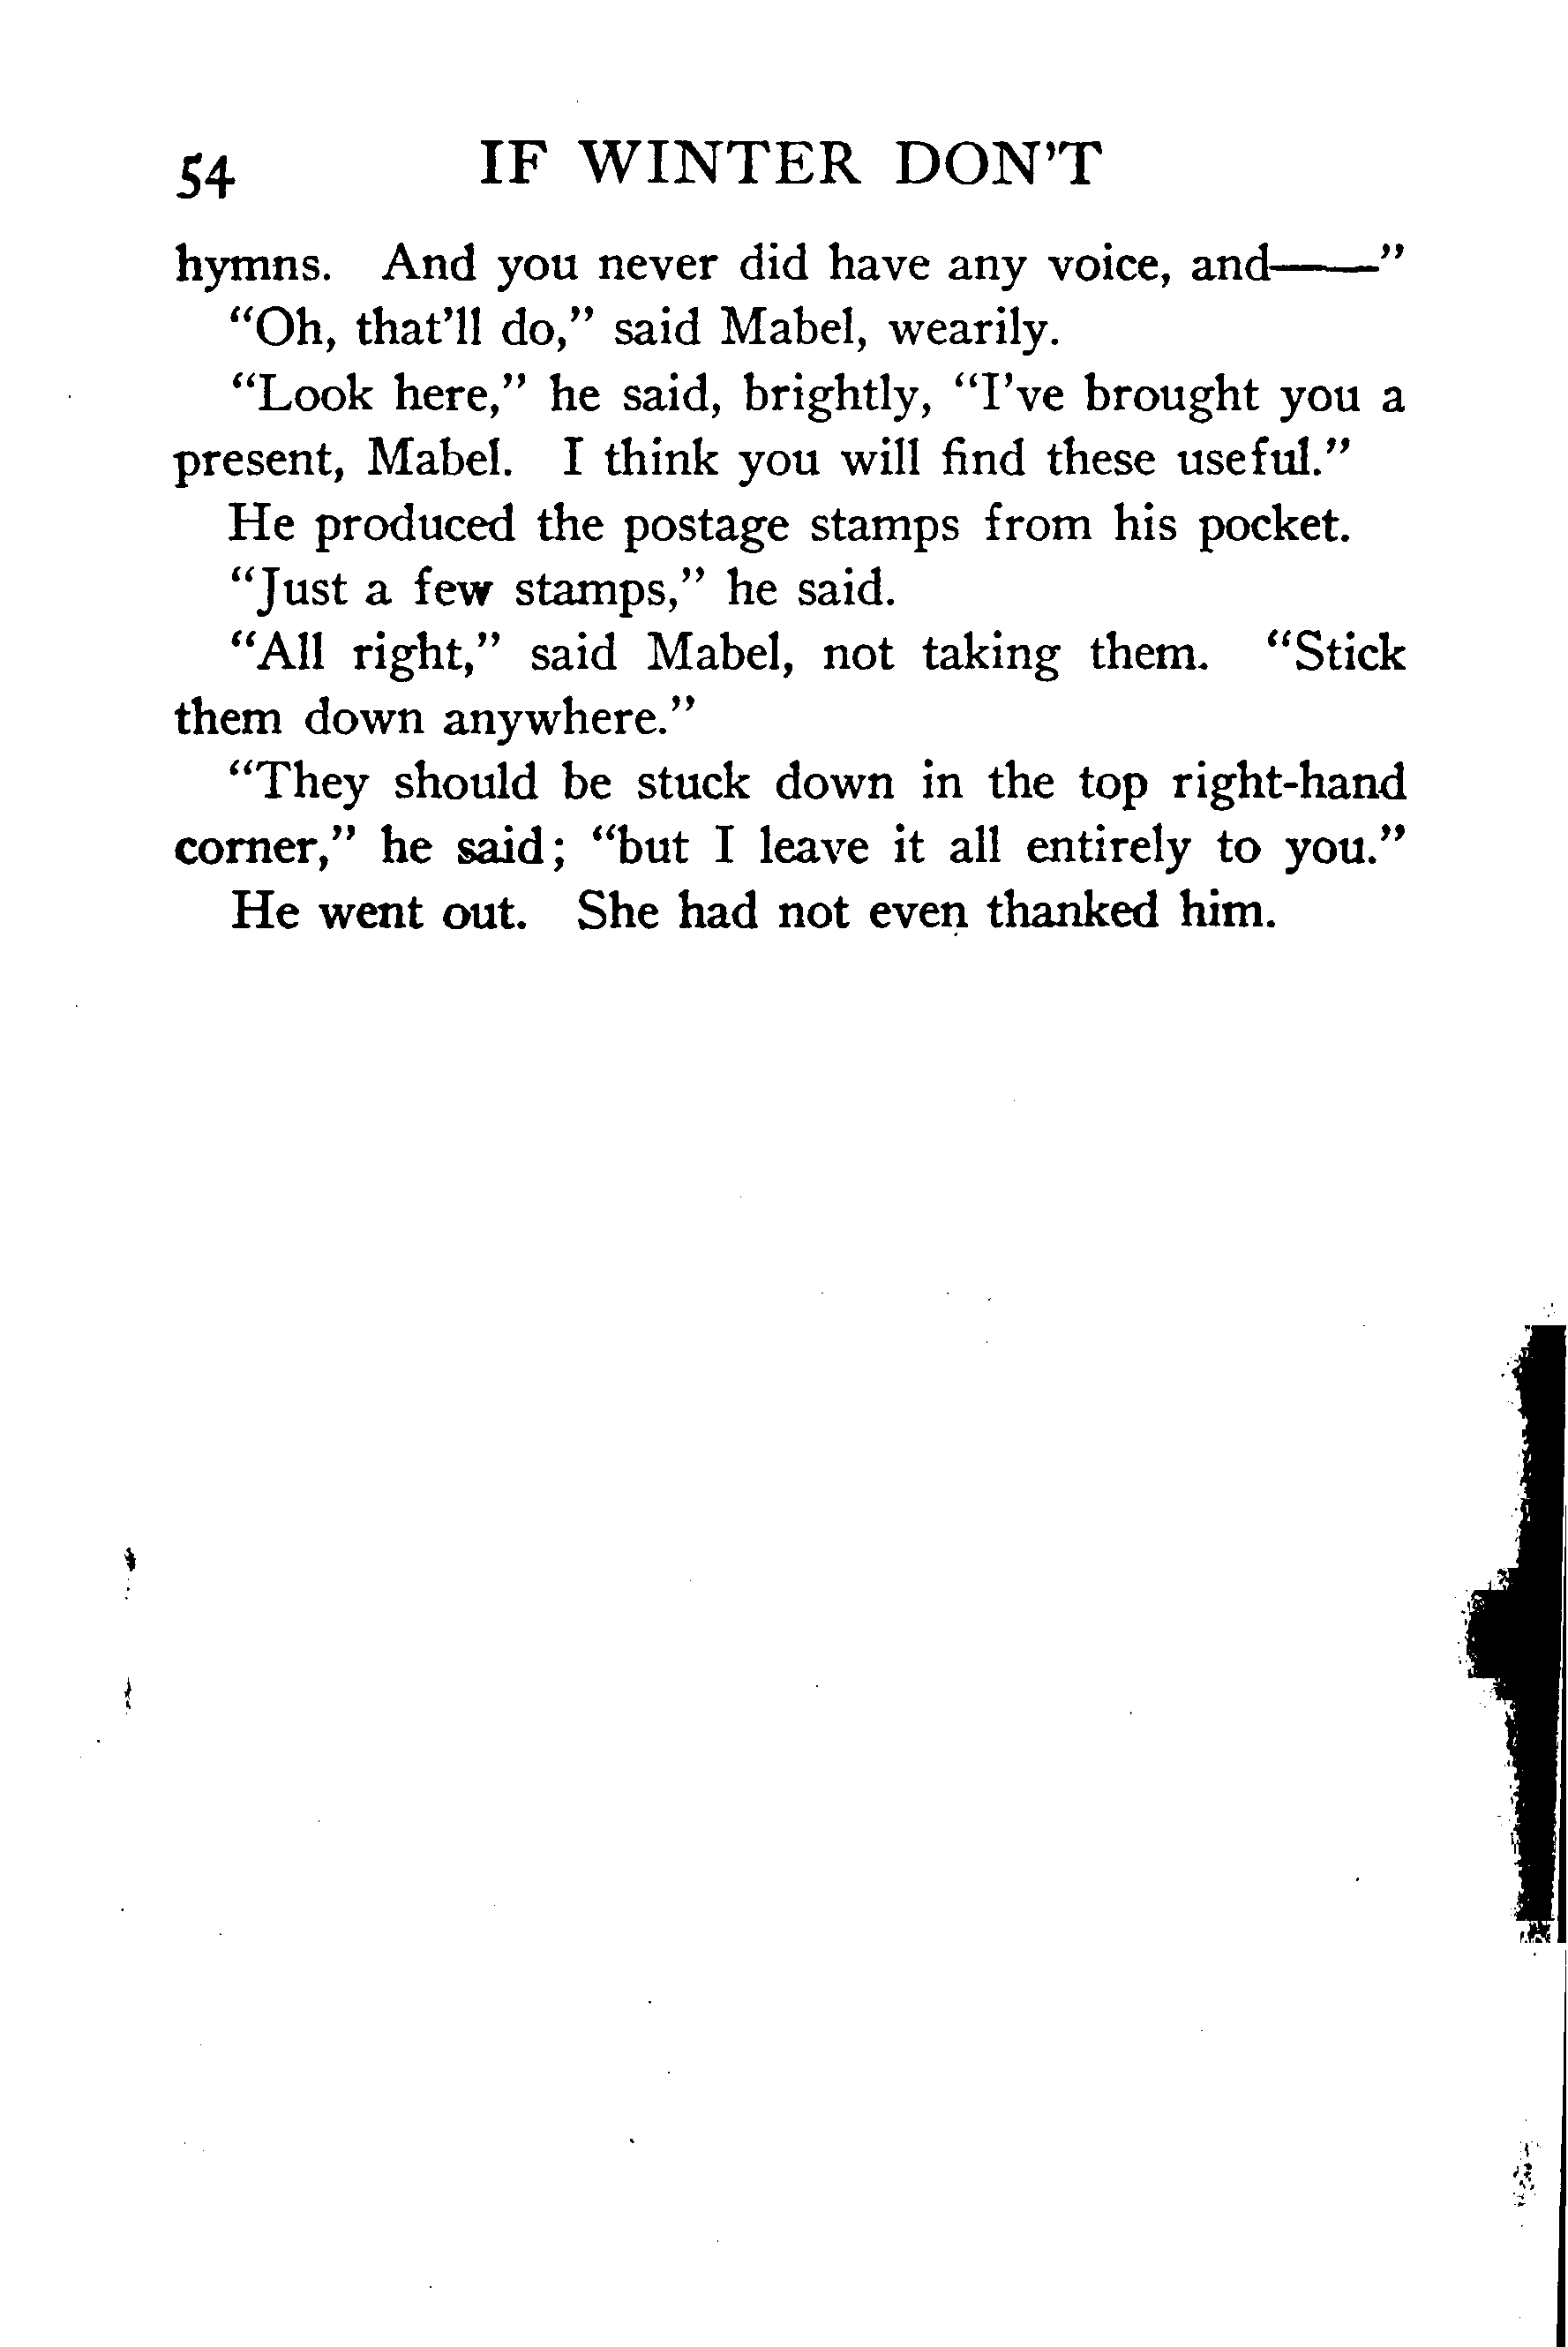 54 IF WINTER DON'T
hymns. And you never did have any voice, and——"
"Oh, that'll do," said Mabel, wearily.
"Look here," he said, brightly, "I've brought you a
present, Mabel. I think you will find these useful."
He produced the postage stamps from his pocket.
"Just a few stamps," he said.
"All right," said Mabel, not taking them. "Stick
them down anywhere."
"They should be stuck down in the top right-hand
corner," he said; "but I leave it all entirely to you."
He went out. She had not even thanked him.